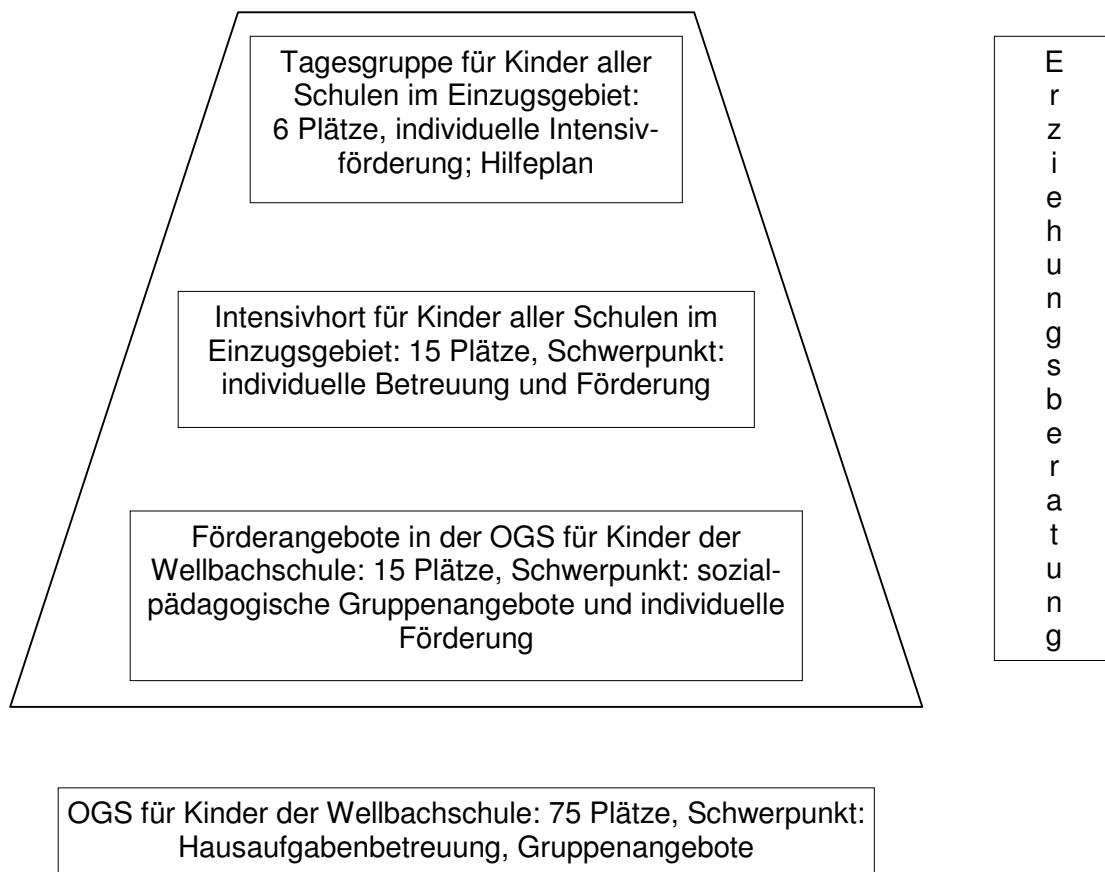 Tagesgruppe für Kinder aller
Schulen im Einzugsgebiet:
6 Plätze, individuelle Intensiv-
förderung; Hilfeplan
Intensivhort für Kinder aller Schulen im
Einzugsgebiet: 15 Plätze, Schwerpunkt:
individuelle Betreuung und Förderung
Förderangebote in der OGS für Kinder der
Wellbachschule: 15 Plätze, Schwerpunkt: sozial-
pädagogische Gruppenangebote und individuelle
Förderung
OGS für Kinder der Wellbachschule: 75 Plätze, Schwerpunkt:
Hausaufgabenbetreuung, Gruppenangebote
E
r
z
i
e
h
u
n
g
s
b
e
r
a
t
u
n
g